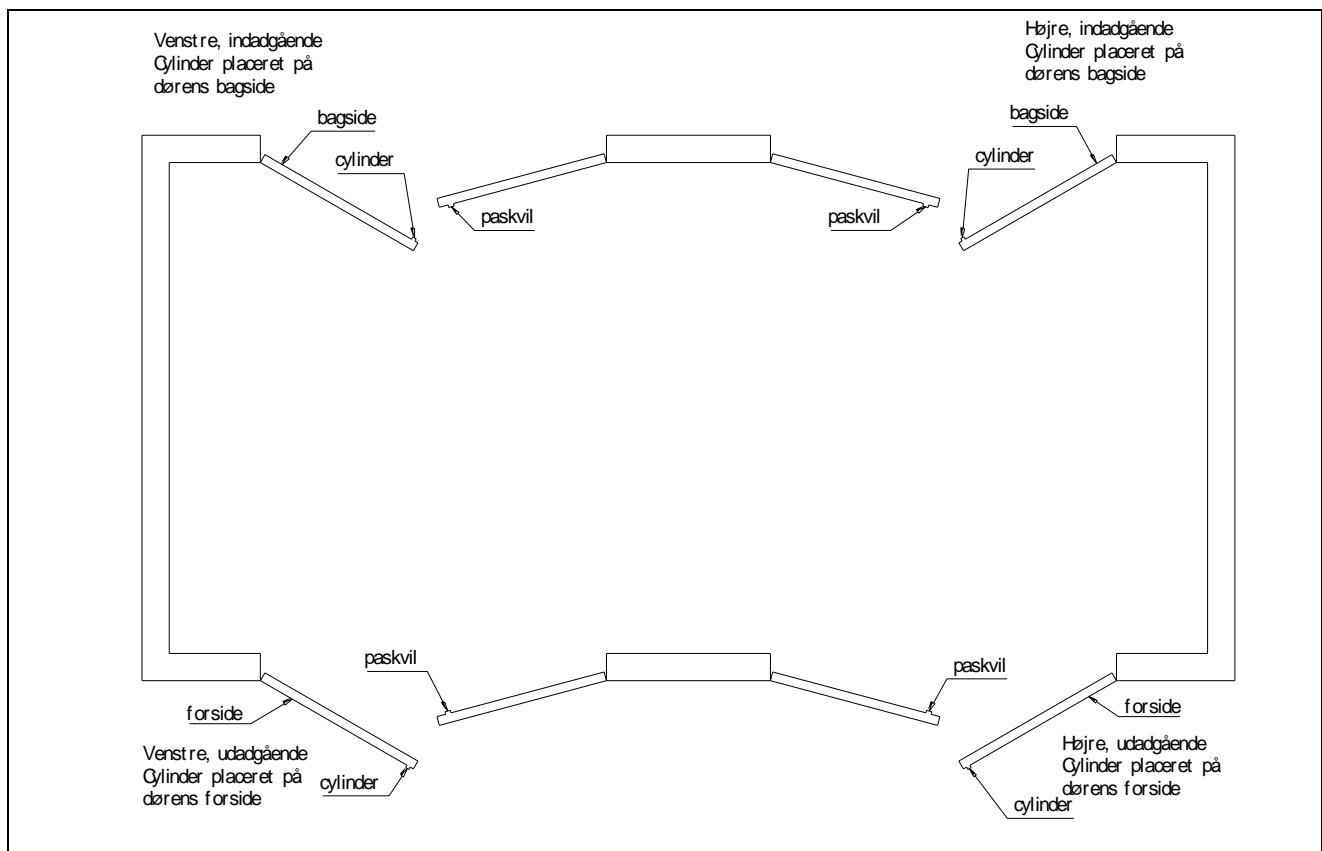 Venstre, indadgående
Cylinder placeret på
dørens bagside
Højre, indadgående
Cylinder placeret på
dørens bagside
bagside
cylinder
bagside
cylinder
paskvil
paskvil
paskvil
paskvil
forside
forside
Venstre, udadgående
Cylinder placeret på
dørens forside
cylinder
Højre, udadgående
Cylinder placeret på
dørens forside
cylinder